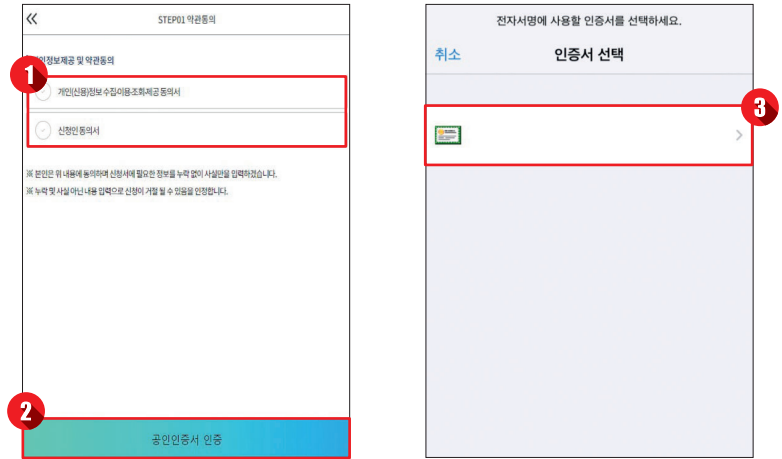 STEP01 약관동의
개인정보제공 및 약관동의
1
개인(신용)정보 수집·이용·조회·제공 동의서
신청인 동의서
※ 본인은 위 내용에 동의하며 신청서에 필요한 정보를 누락 없이 사실만을 입력하겠습니다.
※ 누락 및 사실 아닌 내용 입력으로 신청이 거절 될 수 있음을 인정합니다.
2
공인인증서 인증
전자서명에 사용할 인증서를 선택하세요.
취소 인증서 선택
3